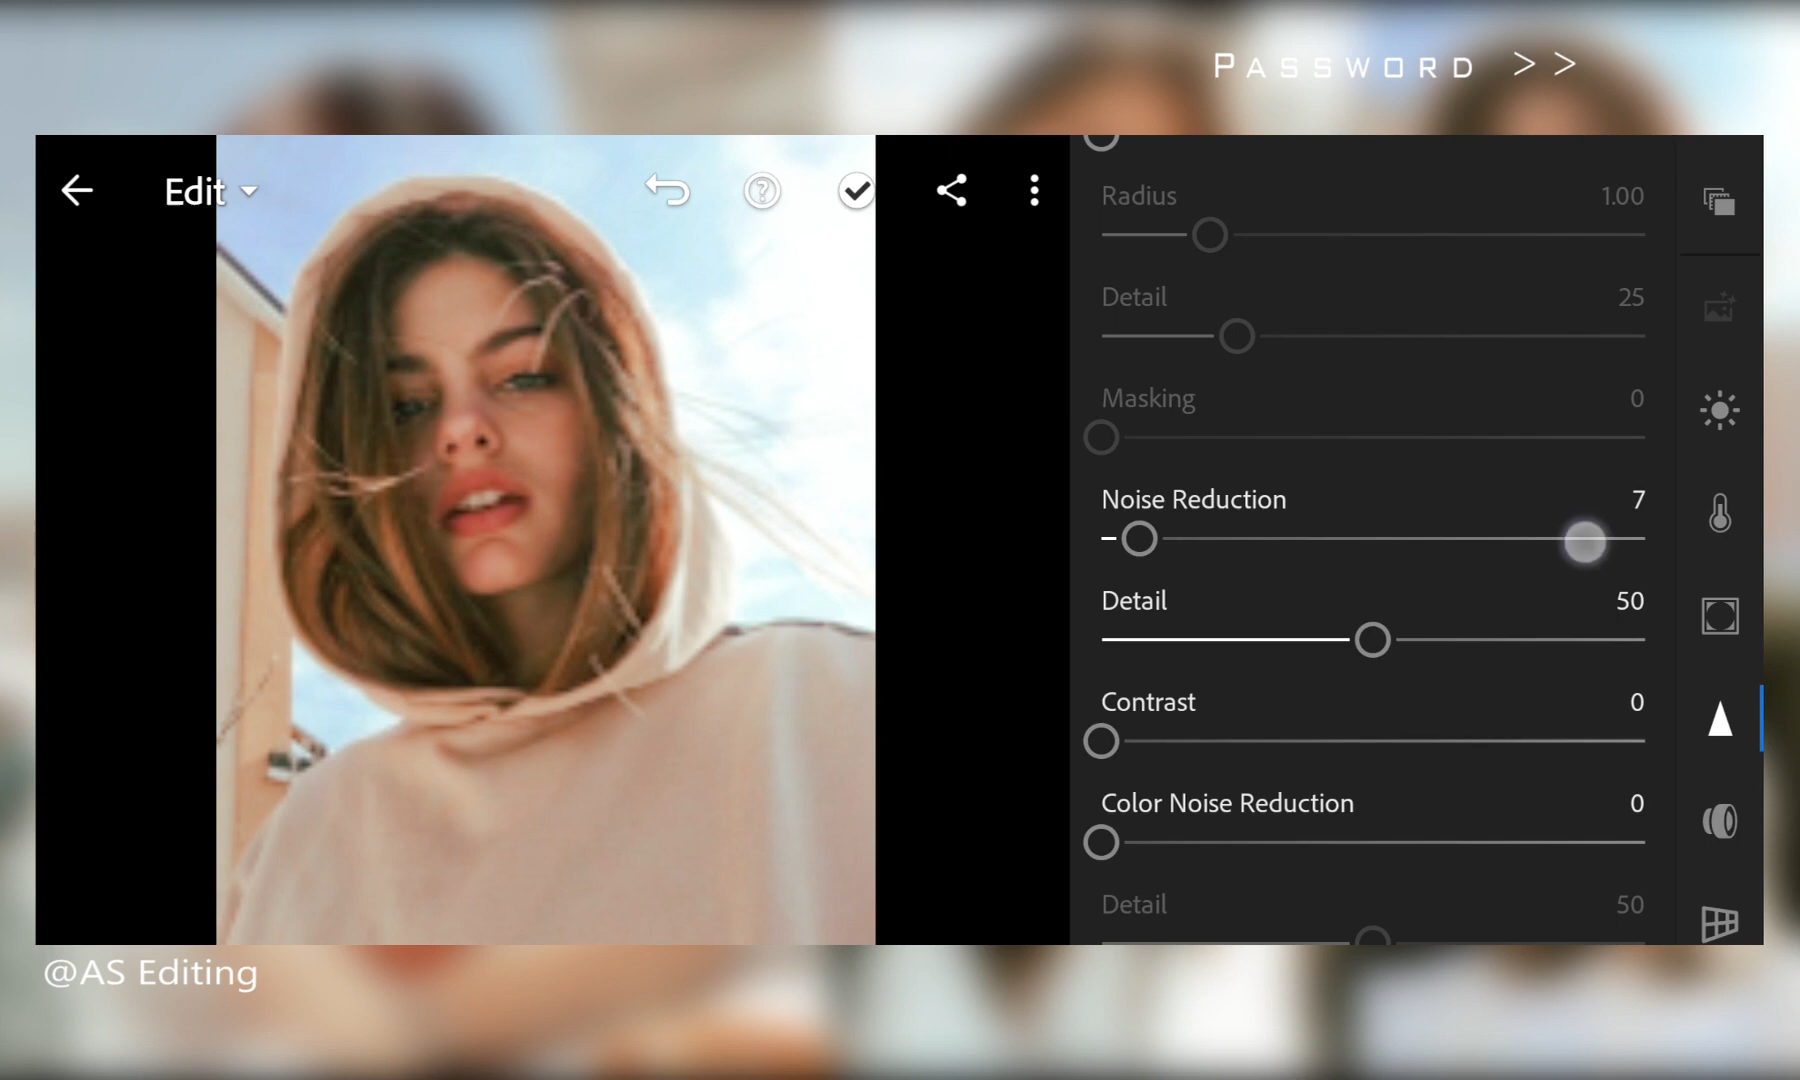 PASSWORD >>
Edit
Radius 1.00
Detail 25
Masking 0
Noise Reduction 7
Detail 50
Contrast 0
Color Noise Reduction 0
Detail 50
@AS Editing